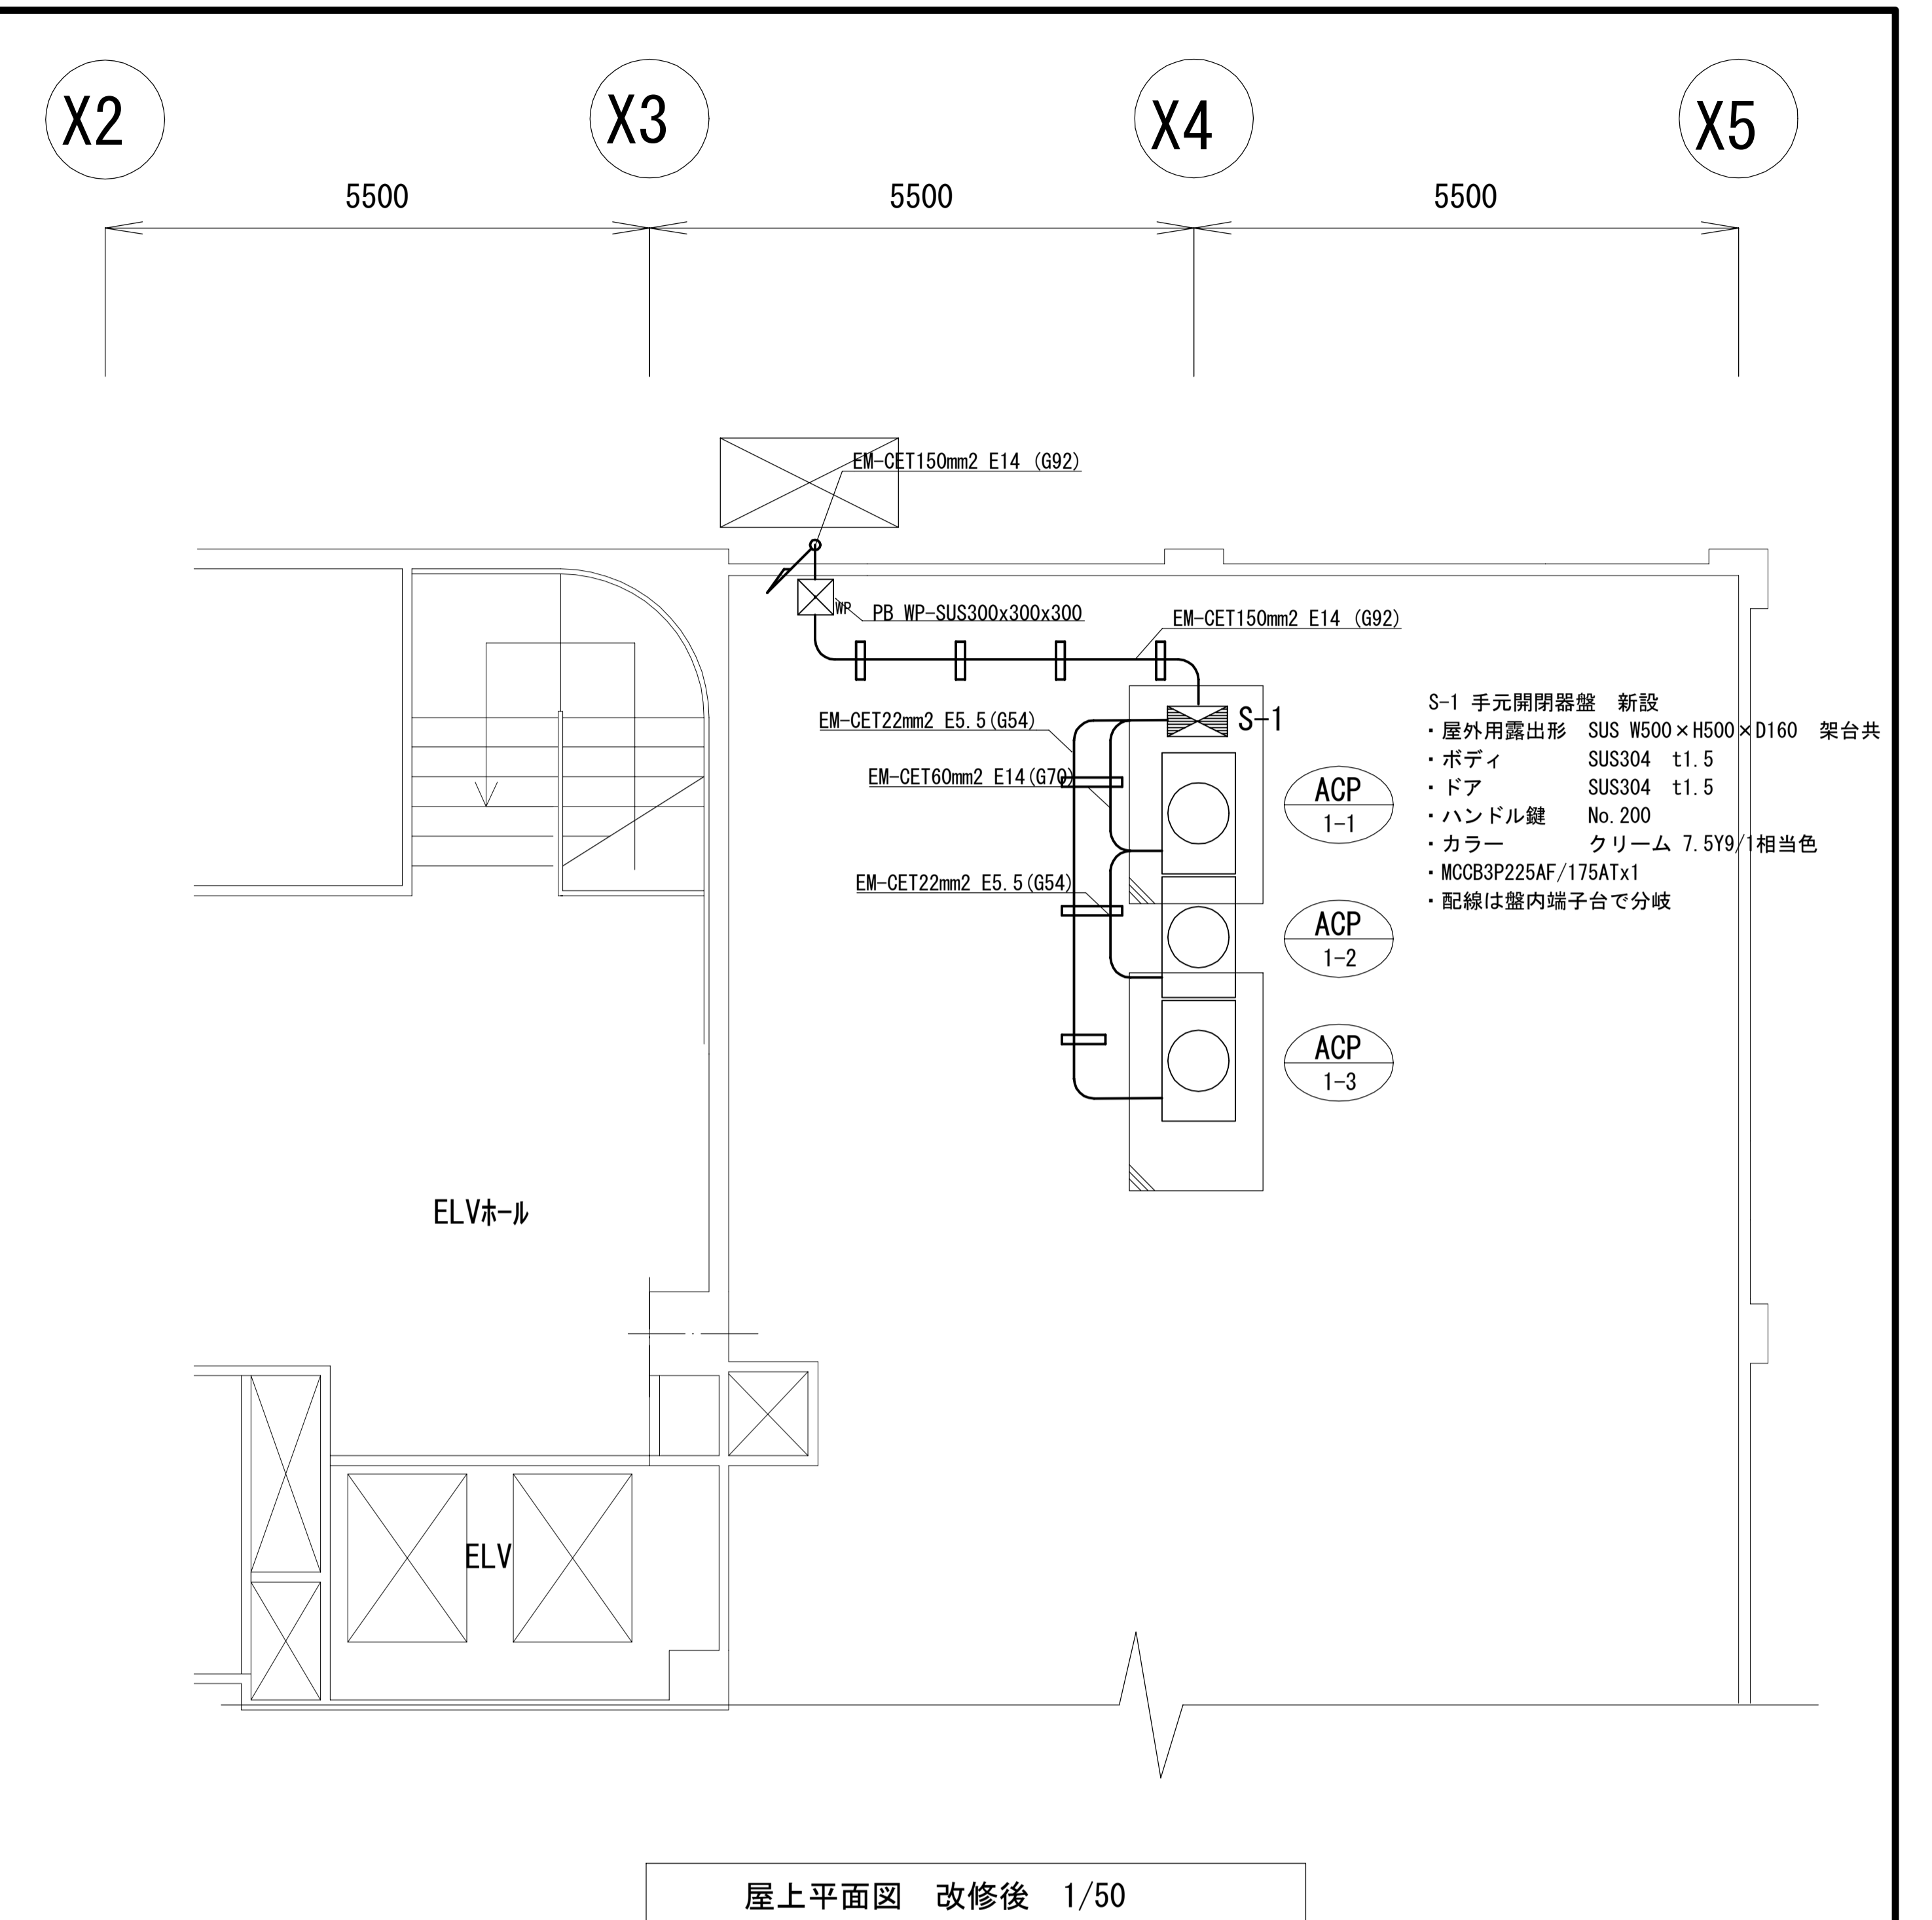 X2 X3 X4 X5
5500 5500 5500
EM-CET150mm2 E14 (G92)
WP
PB WP-SUS300x300x300
EM-CET150mm2 E14 (G92)
EM-CET22mm2 E5.5(G54)
S-1
EM-CET60mm2 E14(G70)
EM-CET22mm2 E5.5(G54)
ACP
1-1
ACP
1-2
ACP
1-3
S-1 手元開閉器盤 新設
・屋外用露出形 SUS W500×H500×D160 架台共
・ボディ SUS304 t1.5
・ドア SUS304 t1.5
・ハンドル鍵 No.200
・カラー クリーム 7.5Y9/1相当色
・MCCB3P225AF/175ATx1
・配線は盤内端子台で分岐
ELVﾎｰﾙ
ELV
屋上平面図 改修後 1/50